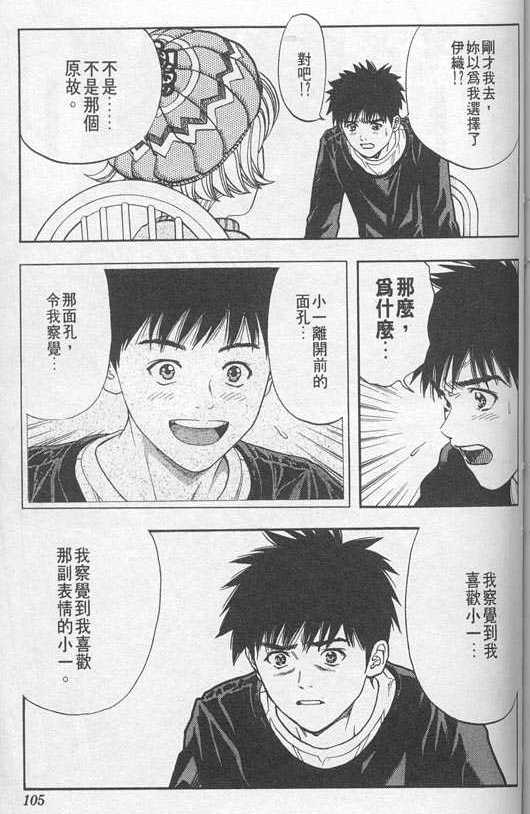 剛才我去，
妳以爲我選擇了
伊織!?
對吧!?
不是……
不是那個
原故。
那麼，
爲什麼…
小一離開前的
面孔…
那面孔，
令我察覺…
我察覺到我
喜歡小一…
我察覺到我喜歡
那副表情的小一。
105